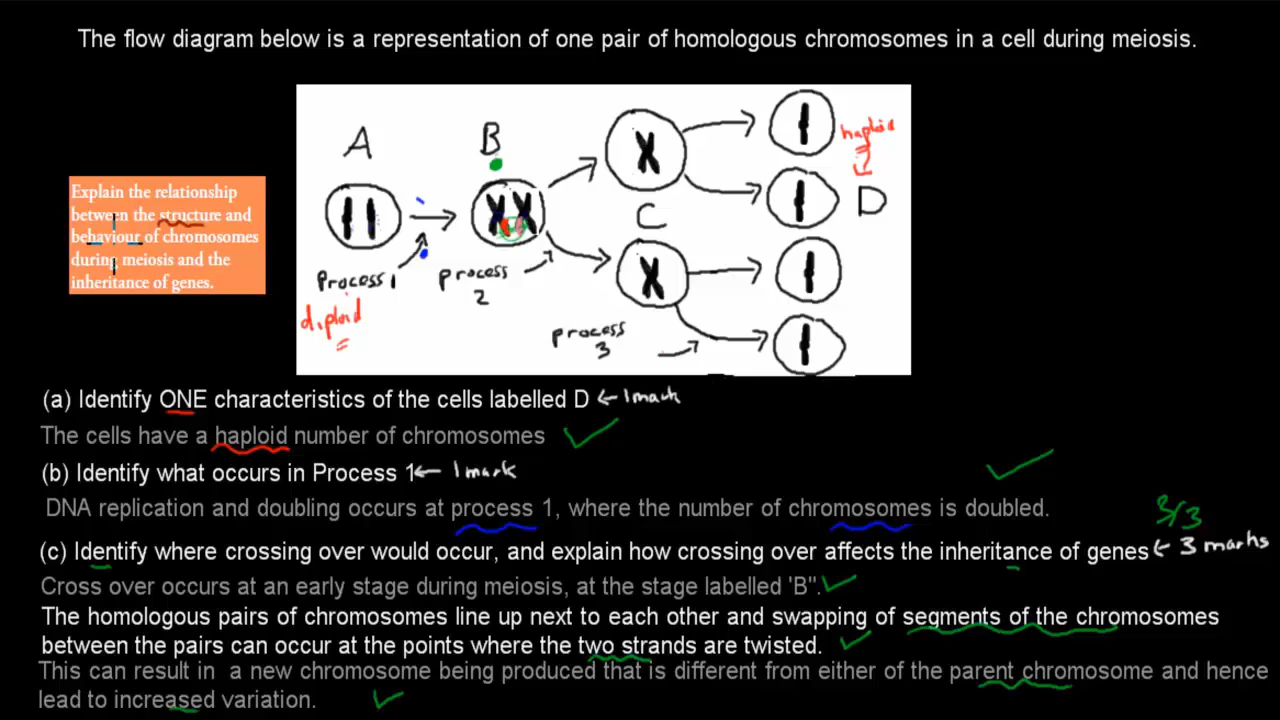 The flow diagram below is a representation of one pair of homologous chromosomes in a cell during meiosis.
Explain the relationship
between the structure and
behaviour of chromosomes
during meiosis and the
inheritance of genes.
A
B
C
D
haploid
Process 1
diploid
process
2
process
3
(a) Identify ONE characteristics of the cells labelled D ← 1 mark
The cells have a haploid number of chromosomes
(b) Identify what occurs in Process 1 ← 1 mark
DNA replication and doubling occurs at process 1, where the number of chromosomes is doubled.
3/3
(c) Identify where crossing over would occur, and explain how crossing over affects the inheritance of genes ← 3 marks
Cross over occurs at an early stage during meiosis, at the stage labelled 'B".
The homologous pairs of chromosomes line up next to each other and swapping of segments of the chromosomes
between the pairs can occur at the points where the two strands are twisted.
This can result in a new chromosome being produced that is different from either of the parent chromosome and hence
lead to increased variation.